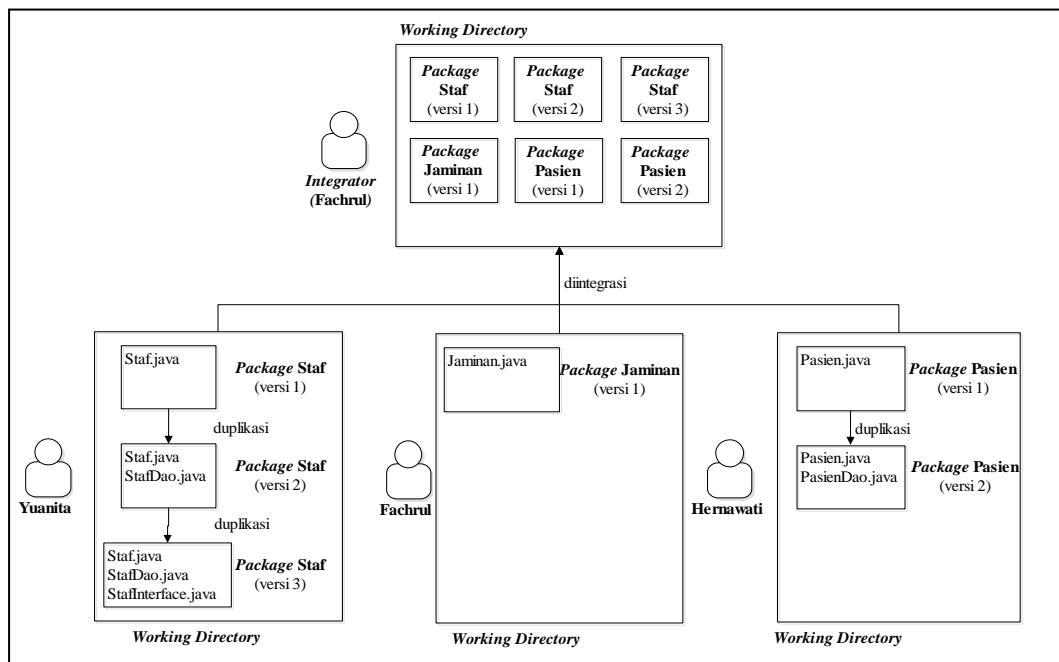 Working Directory
Package
Staf
(versi 1)
Package
Staf
(versi 2)
Package
Staf
(versi 3)
Package
Jaminan
(versi 1)
Package
Pasien
(versi 1)
Package
Pasien
(versi 2)
Integrator
(Fachrul)
diintegrasi
Staf.java
Package Staf
(versi 1)
duplikasi
Staf.java
StafDao.java
Package Staf
(versi 2)
duplikasi
Staf.java
StafDao.java
StafInterface.java
Package Staf
(versi 3)
Yuanita
Working Directory
Jaminan.java
Package Jaminan
(versi 1)
Fachrul
Working Directory
Pasien.java
Package Pasien
(versi 1)
duplikasi
Pasien.java
PasienDao.java
Package Pasien
(versi 2)
Hernawati
Working Directory